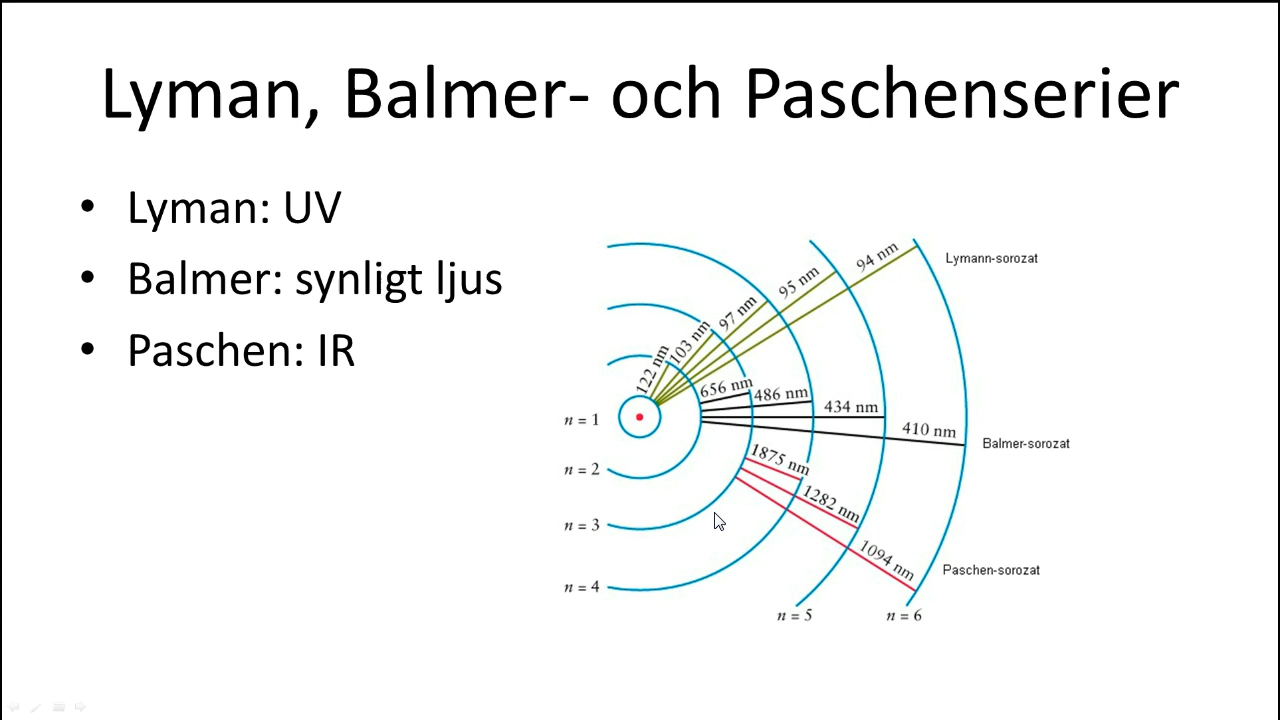 Lyman, Balmer- och Paschenserier
• Lyman: UV
• Balmer: synligt ljus
• Paschen: IR
122 nm
103 nm
97 nm
95 nm
94 nm
Lymann-sorozat
656 nm
486 nm
434 nm
410 nm
Balmer-sorozat
1875 nm
1282 nm
1094 nm
Paschen-sorozat
n = 1
n = 2
n = 3
n = 4
n = 5
n = 6